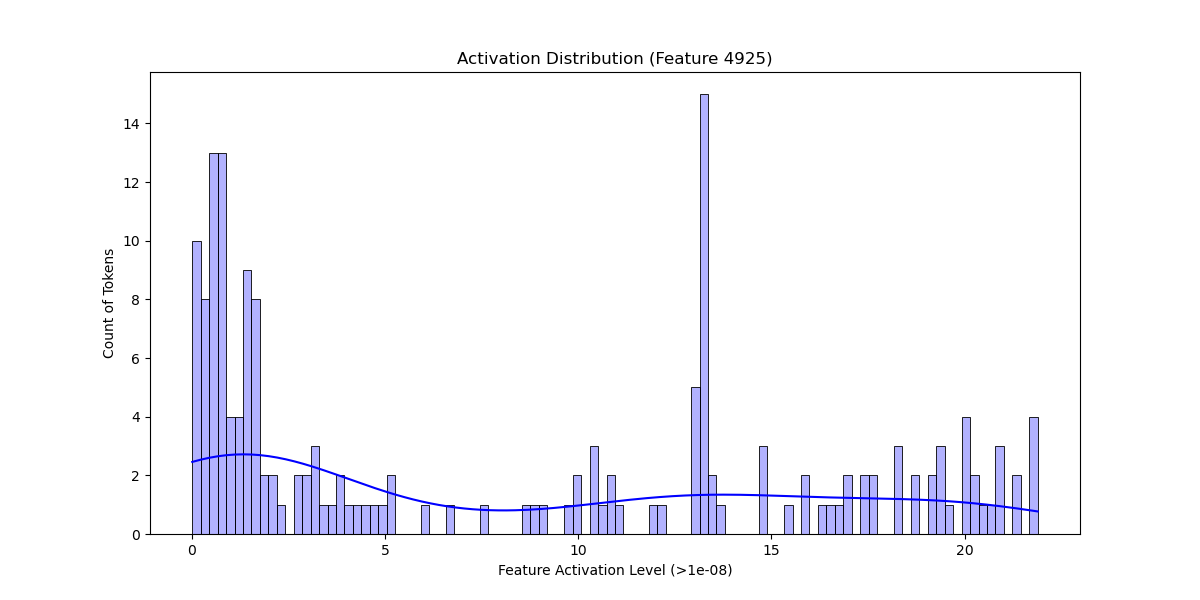 Activation Distribution (Feature 4925)
14
12
10
8
6
4
2
0
Count of Tokens
0 5 10 15 20
Feature Activation Level (>1e-08)